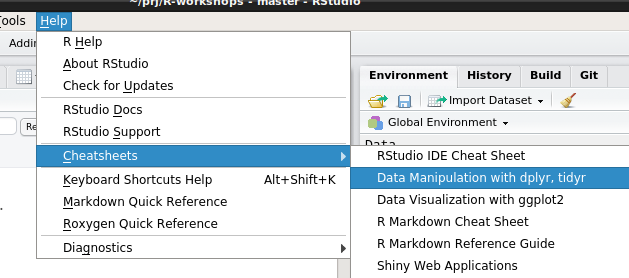 ~/prj/R-workshops - master - RStudio
Tools Help
Addin
R Help
About RStudio
Check for Updates
RStudio Docs
RStudio Support
Cheatsheets
Keyboard Shortcuts Help Alt+Shift+K
Markdown Quick Reference
Roxygen Quick Reference
Diagnostics
Re
Environment History Build Git
Import Dataset
Global Environment
Data
RStudio IDE Cheat Sheet
Data Manipulation with dplyr, tidyr
Data Visualization with ggplot2
R Markdown Cheat Sheet
R Markdown Reference Guide
Shiny Web Applications